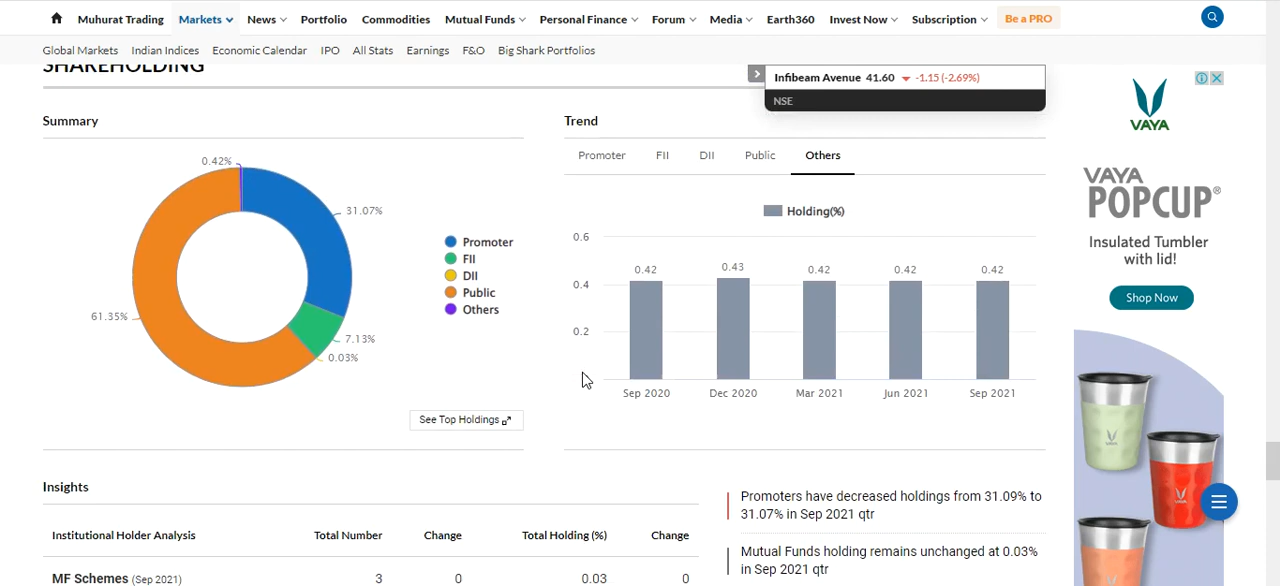 Muhurat Trading Markets News Portfolio Commodities Mutual Funds Personal Finance Forum Media Earth360 Invest Now Subscription Be a PRO
Global Markets Indian Indices Economic Calendar IPO All Stats Earnings F&O Big Shark Portfolios
SHAREHOLDING
Infibeam Avenue 41.60 -1.15 (-2.69%)
NSE
Summary
0.42%
31.07%
61.35%
7.13%
0.03%
Promoter
FII
DII
Public
Others
See Top Holdings
Trend
Promoter FII DII Public Others
Holding(%)
0.6
0.4
0.2
0.42 0.43 0.42 0.42 0.42
Sep 2020 Dec 2020 Mar 2021 Jun 2021 Sep 2021
Insights
Institutional Holder Analysis Total Number Change Total Holding (%) Change
MF Schemes (Sep 2021) 3 0 0.03 0
Promoters have decreased holdings from 31.09% to
31.07% in Sep 2021 qtr
Mutual Funds holding remains unchanged at 0.03%
in Sep 2021 qtr
VAYA
VAYA
POPCUP®
Insulated Tumbler
with lid!
Shop Now